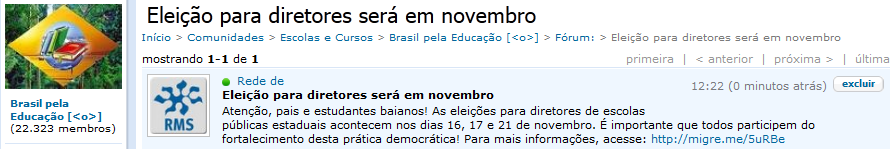 Eleição para diretores será em novembro
Início > Comunidades > Escolas e Cursos > Brasil pela Educação [<o>] > Fórum: > Eleição para diretores será em novembro
mostrando 1-1 de 1
primeira | < anterior | próxima > | última
Brasil pela
Educação [<o>]
(22.323 membros)
RMS
Rede de
12:22 (0 minutos atrás)
excluir
Eleição para diretores será em novembro
Atenção, pais e estudantes baianos! As eleições para diretores de escolas
públicas estaduais acontecem nos dias 16, 17 e 21 de novembro. É importante que todos participem do
fortalecimento desta prática democrática! Para mais informações, acesse: http://migre.me/5uRBe